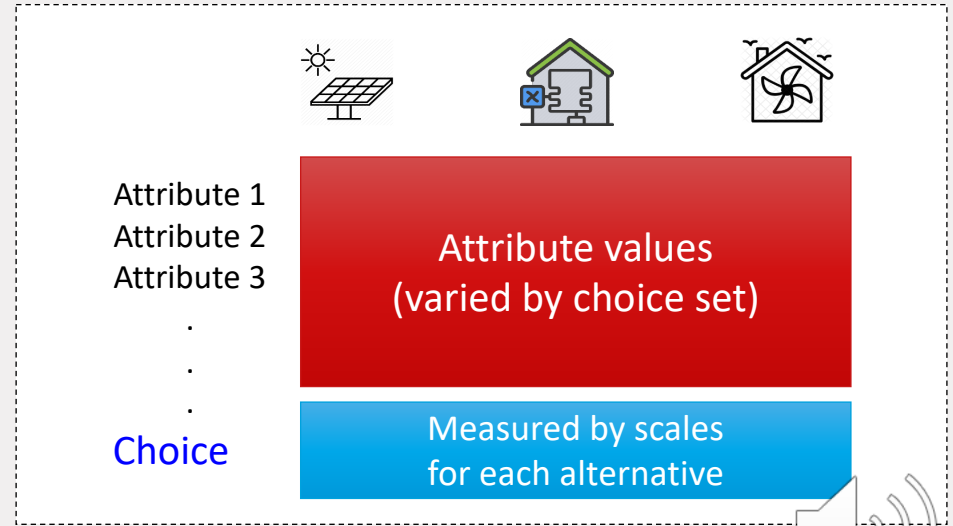 Attribute 1
Attribute 2
Attribute 3
.
.
.
Attribute values
(varied by choice set)
Choice
Measured by scales
for each alternative